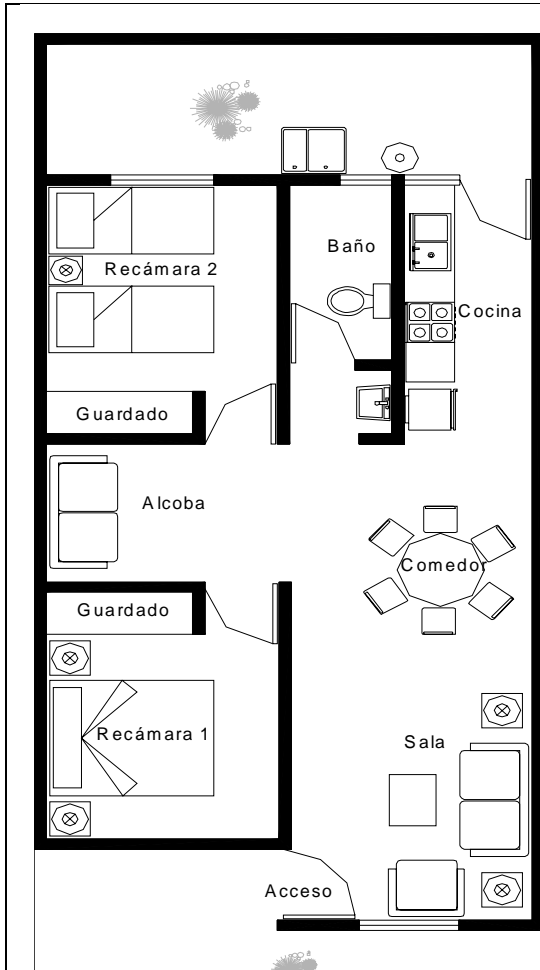 Baño
Recámara 2
Cocina
Guardado
Alcoba
Comedor
Guardado
Recámara 1
Sala
Acceso